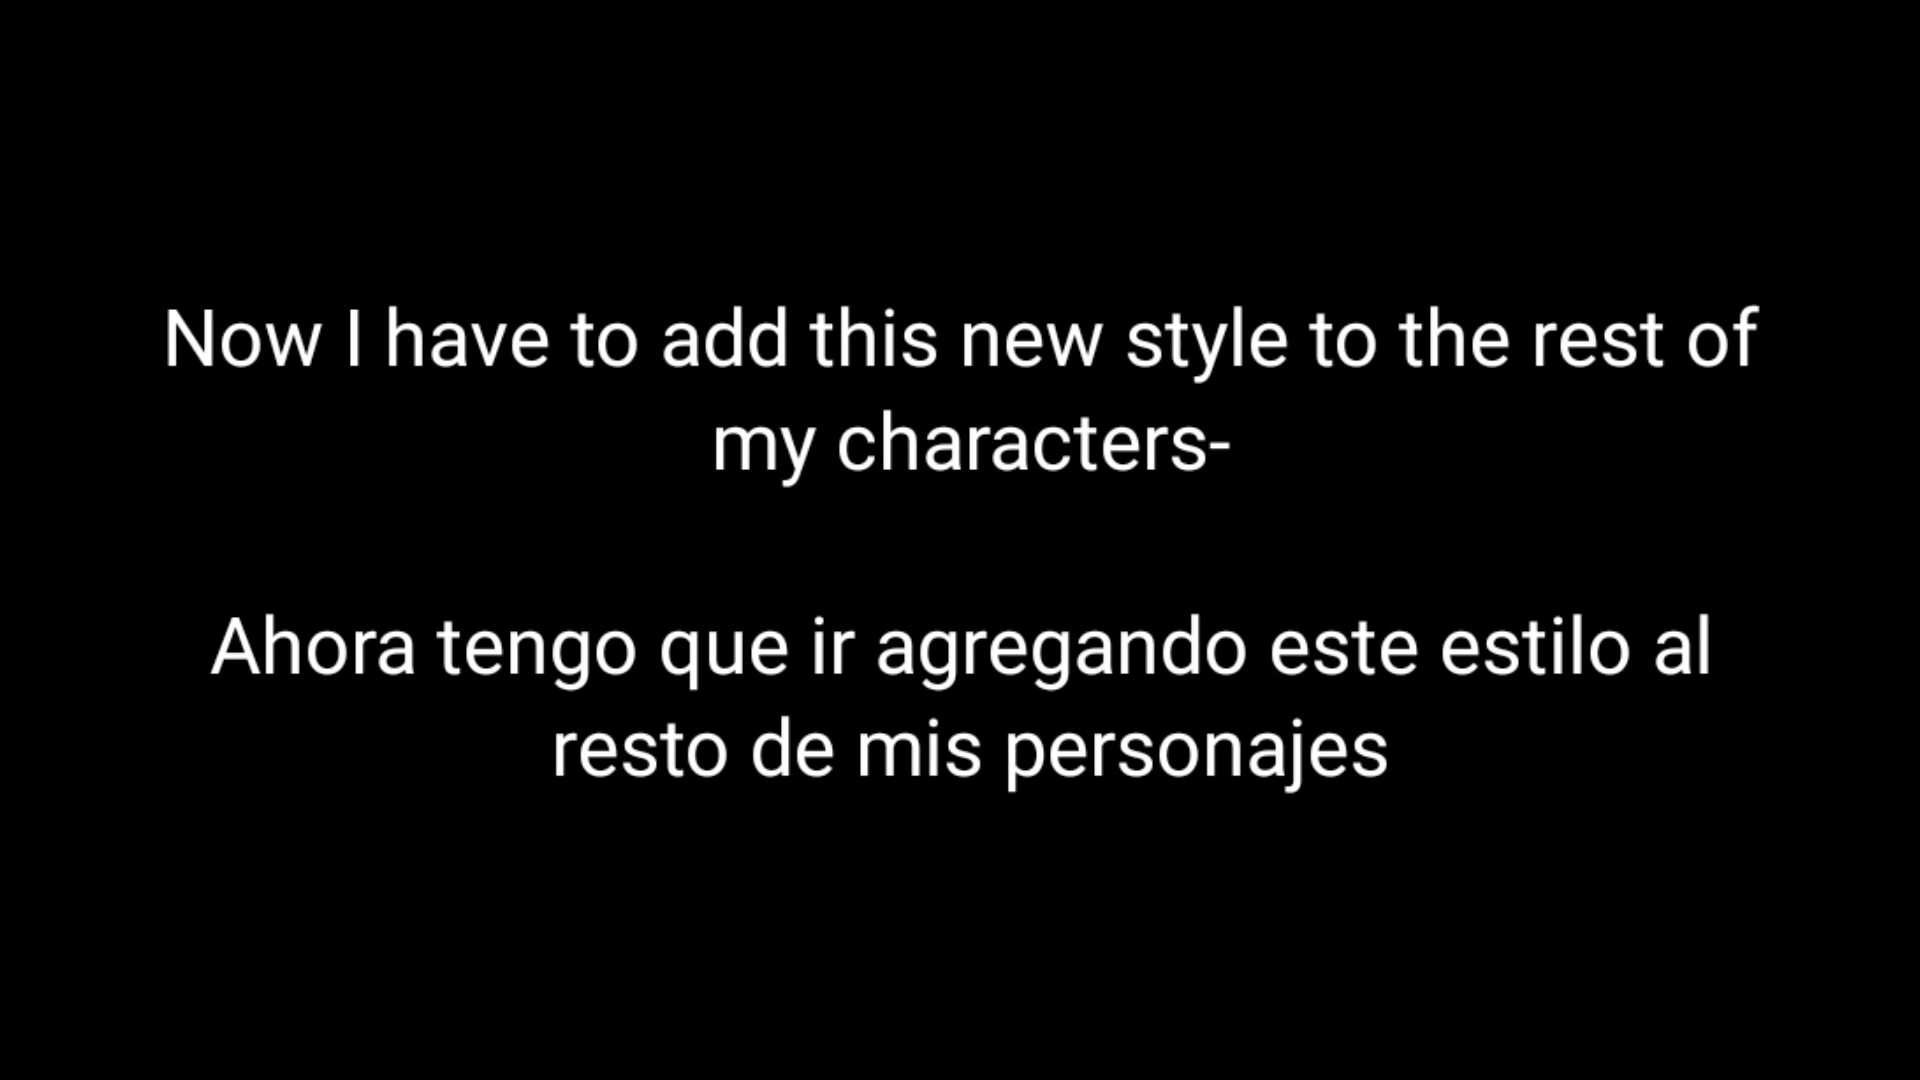 Now I have to add this new style to the rest of
my characters-
Ahora tengo que ir agregando este estilo al
resto de mis personajes